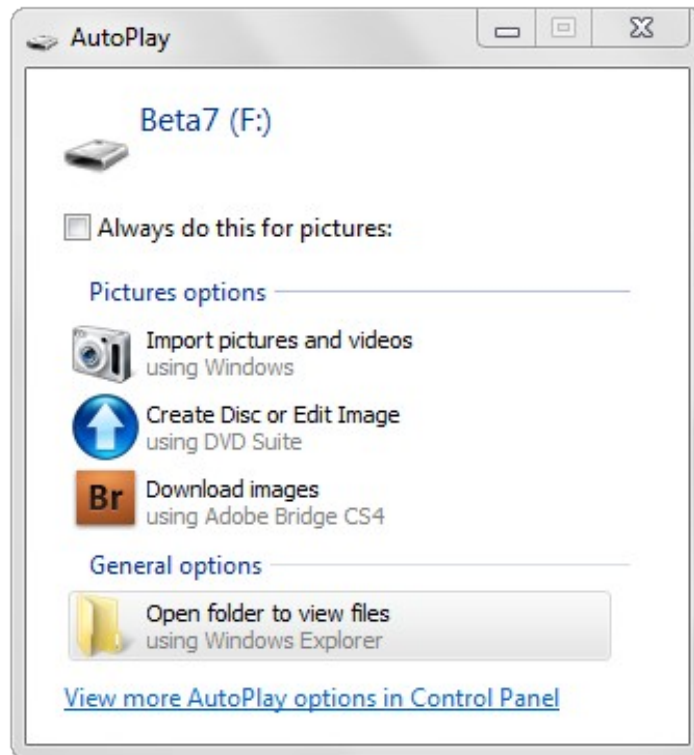 AutoPlay
Beta7 (F:)
Always do this for pictures:
Pictures options
Import pictures and videos
using Windows
Create Disc or Edit Image
using DVD Suite
Br
Download images
using Adobe Bridge CS4
General options
Open folder to view files
using Windows Explorer
View more AutoPlay options in Control Panel